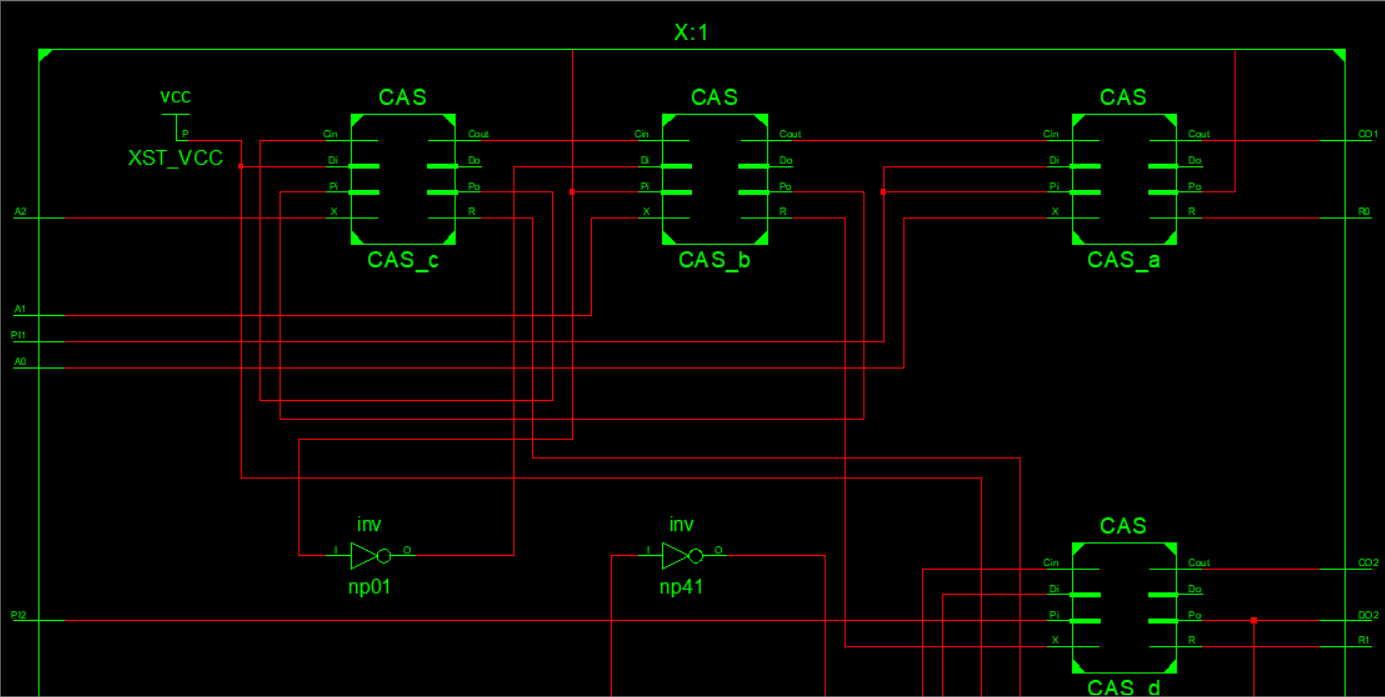 X:1
vcc
P
XST_VCC
CAS
CAS
CAS
Cin Cout Cin Cout Cin Cout CO1
Di Do Di Do Di Do
Pi Po Pi Po Pi Po
A2 X R X R X R R0
CAS_c
CAS_b
CAS_a
A1
PI1
A0
inv
inv
CAS
I O I O
np01
np41
Cin Cout CO2
Di Do
PI2 Pi Po DO2
X R R1
CAS_d